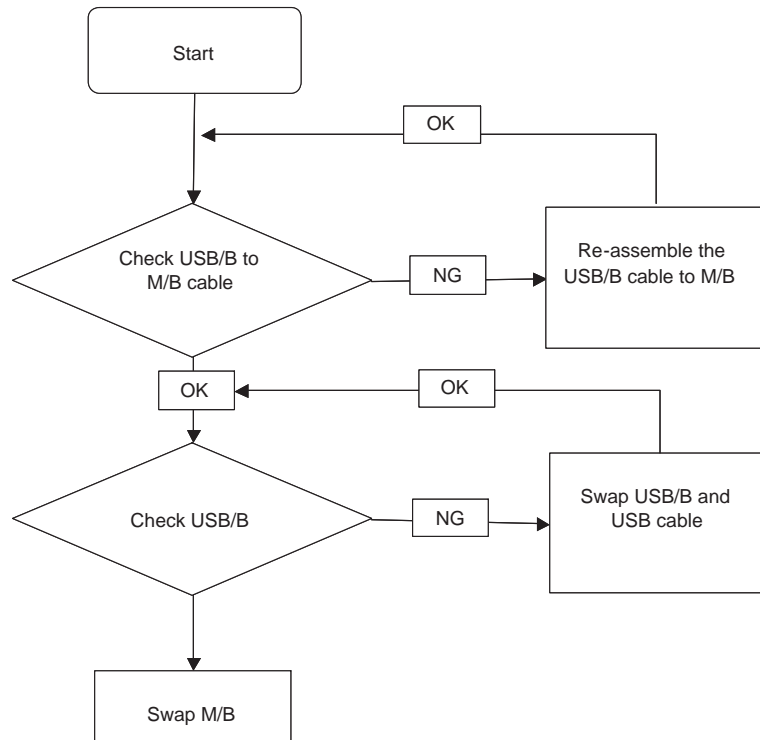 Start
OK
Check USB/B to
M/B cable
NG
Re-assemble the
USB/B cable to M/B
OK
OK
Check USB/B
NG
Swap USB/B and
USB cable
Swap M/B